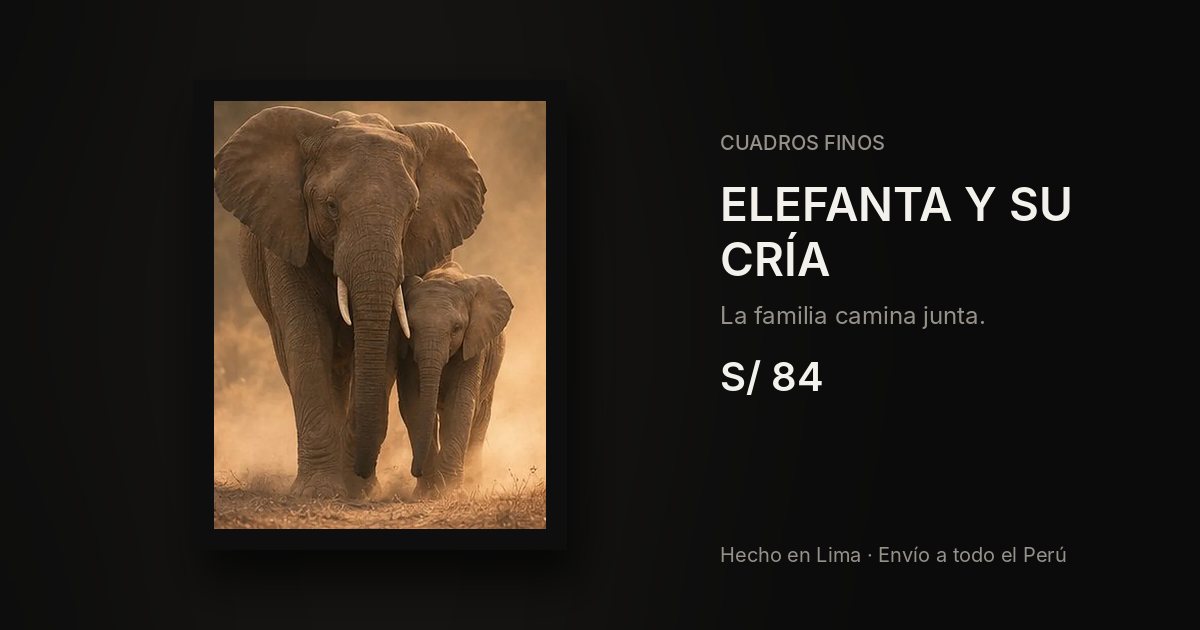 CUADROS FINOS
ELEFANTA Y SU
CRÍA
La familia camina junta.
S/ 84
Hecho en Lima · Envío a todo el Perú